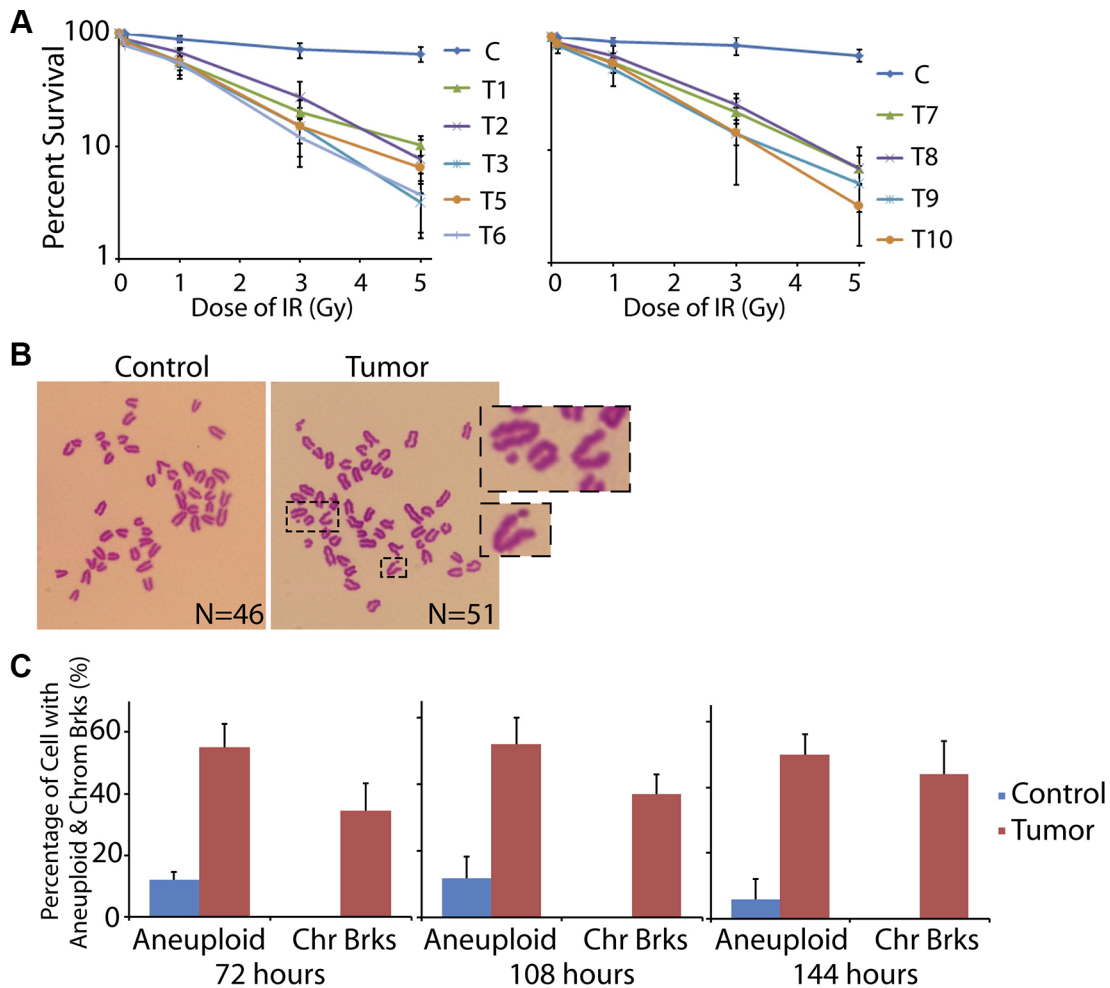 A
Percent Survival
100
10
1
0 1 2 3 4 5
Dose of IR (Gy)
C
T1
T2
T3
T5
T6
0 1 2 3 4 5
Dose of IR (Gy)
C
T7
T8
T9
T10
B
Control
Tumor
N=46
N=51
C
Percentage of Cell with
Aneuploid & Chrom Brks (%)
60
40
20
0
Aneuploid Chr Brks
72 hours
Aneuploid Chr Brks
108 hours
Aneuploid Chr Brks
144 hours
Control
Tumor